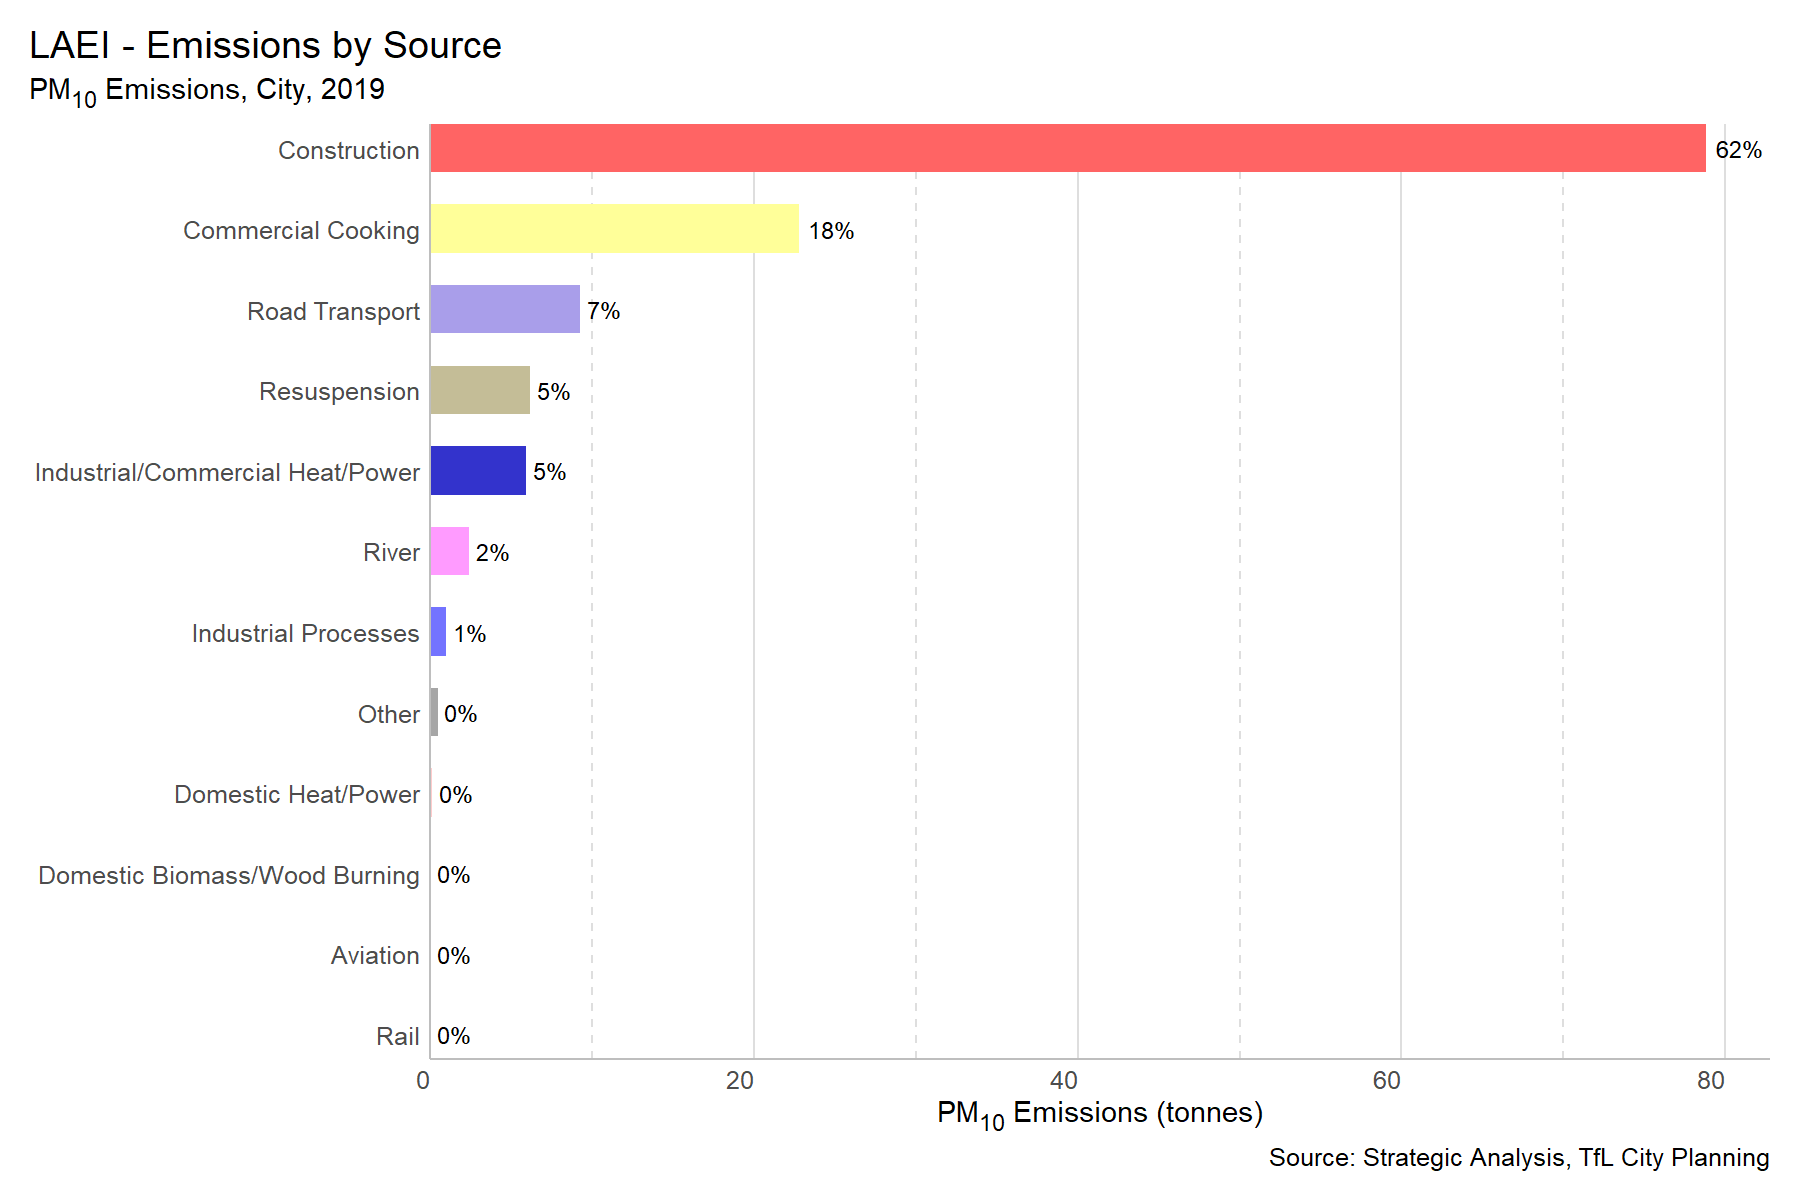 LAEI - Emissions by Source
PM10 Emissions, City, 2019
Construction 62%
Commercial Cooking 18%
Road Transport 7%
Resuspension 5%
Industrial/Commercial Heat/Power 5%
River 2%
Industrial Processes 1%
Other 0%
Domestic Heat/Power 0%
Domestic Biomass/Wood Burning 0%
Aviation 0%
Rail 0%
0 20 40 60 80
PM10 Emissions (tonnes)
Source: Strategic Analysis, TfL City Planning